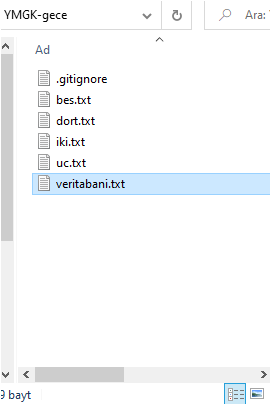 YMGK-gece
Ara:
Ad
.gitignore
bes.txt
dort.txt
iki.txt
uc.txt
veritabani.txt
9 bayt